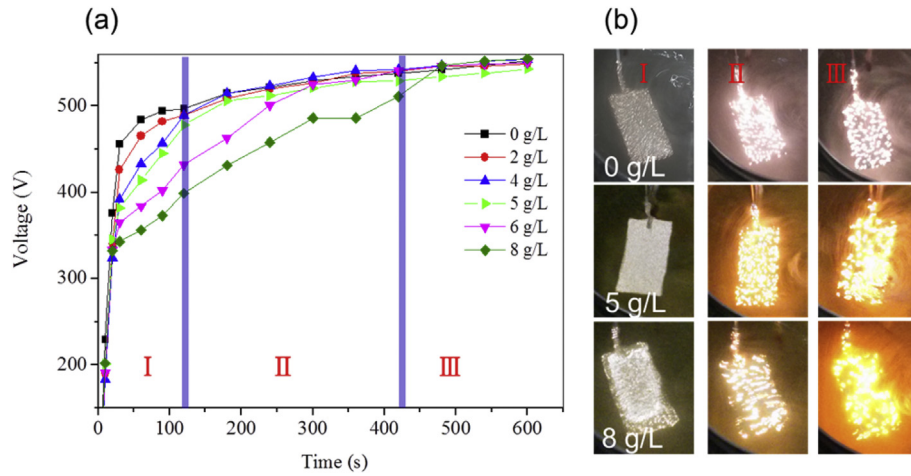 (a)
(b)
500
400
300
200
Voltage (V)
0 g/L
2 g/L
4 g/L
5 g/L
6 g/L
8 g/L
I
II
III
0
100
200
300
400
500
600
Time (s)
I
II
III
0 g/L
5 g/L
8 g/L